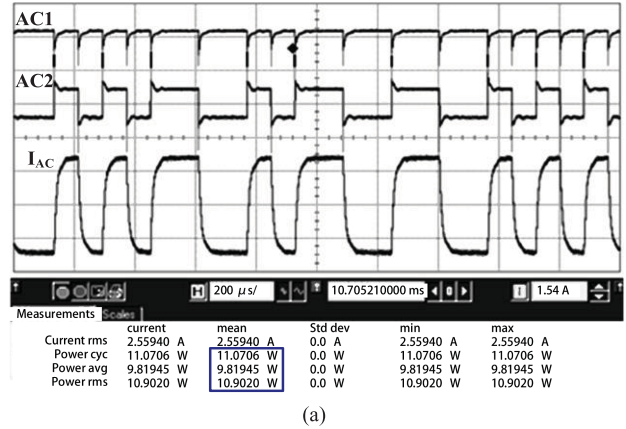 AC1
AC2
IAC
H 200 μs/ 10.705210000 ms 0 I 1.54 A
Measurements Scales
current mean Std dev min max
Current rms 2.55940 A 2.55940 A 0.0 A 2.55940 A 2.55940 A
Power cyc 11.0706 W 11.0706 W 0.0 W 11.0706 W 11.0706 W
Power avg 9.81945 W 9.81945 W 0.0 W 9.81945 W 9.81945 W
Power rms 10.9020 W 10.9020 W 0.0 W 10.9020 W 10.9020 W
(a)